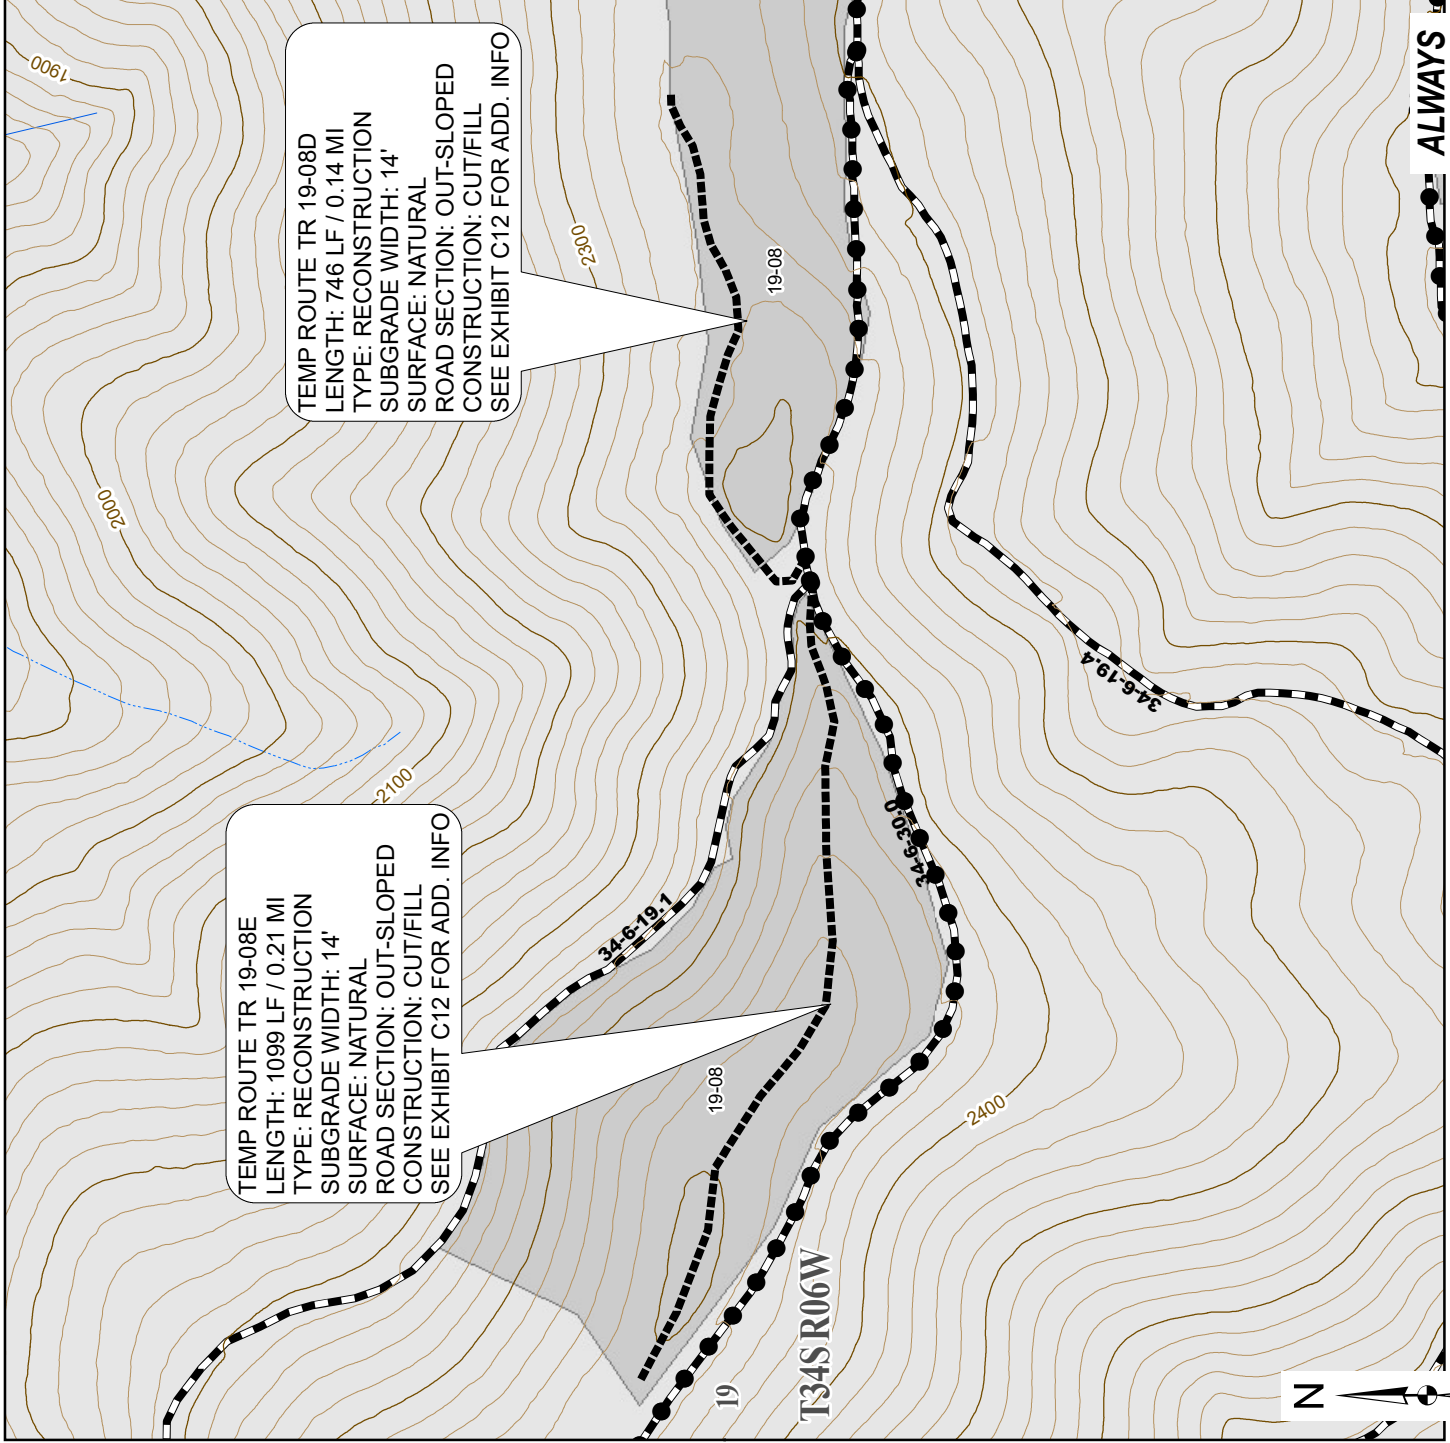 TEMP ROUTE TR 19-08E
LENGTH: 1099 LF / 0.21 MI
TYPE: RECONSTRUCTION
SUBGRADE WIDTH: 14'
SURFACE: NATURAL
ROAD SECTION: OUT-SLOPED
CONSTRUCTION: CUT/FILL
SEE EXHIBIT C12 FOR ADD. INFO
TEMP ROUTE TR 19-08D
LENGTH: 746 LF / 0.14 MI
TYPE: RECONSTRUCTION
SUBGRADE WIDTH: 14'
SURFACE: NATURAL
ROAD SECTION: OUT-SLOPED
CONSTRUCTION: CUT/FILL
SEE EXHIBIT C12 FOR ADD. INFO
1900
2000
2100
2300
2400
19-08
19-08
34-6-19.1
34-6-30.0
34-6-19.4
19
T34S R06W
N
ALWAYS